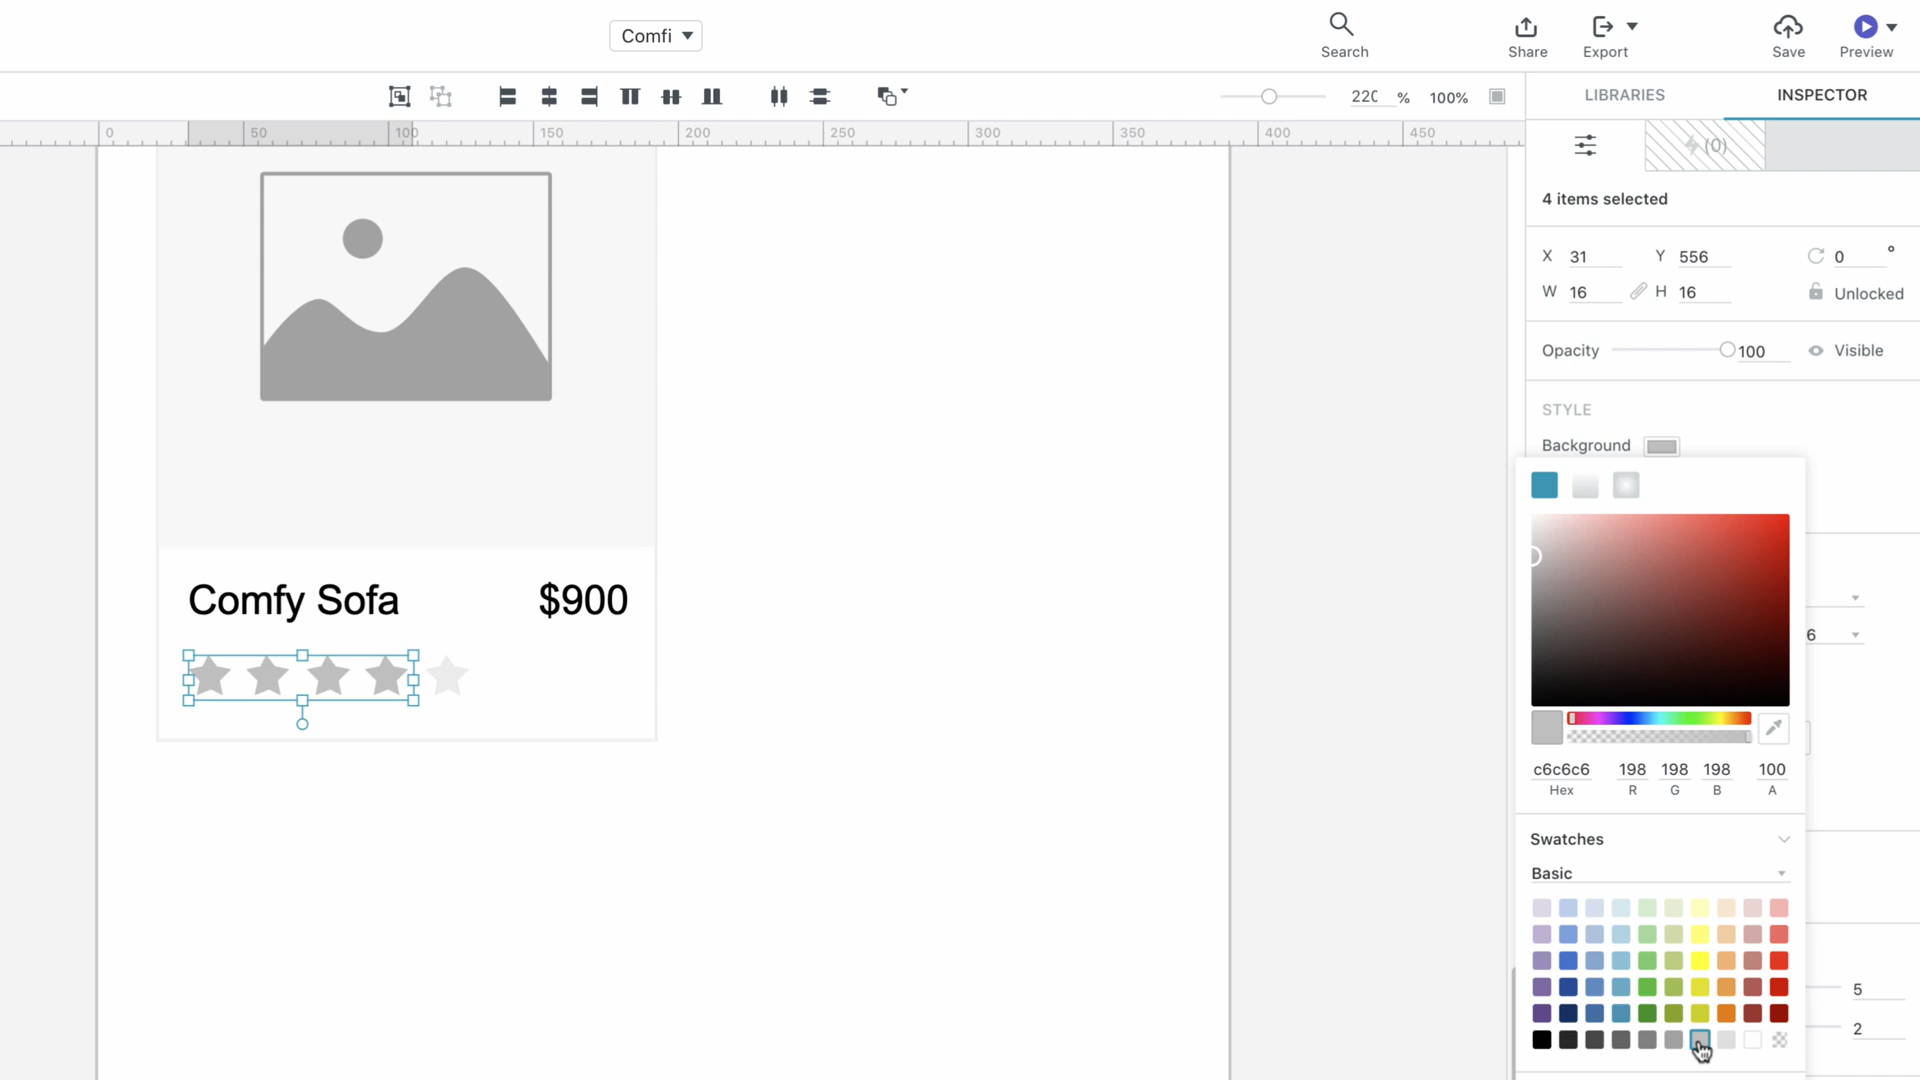 Comfi
Search
Share
Export
Save
Preview
220 % 100%
LIBRARIES
INSPECTOR
0 50 100 150 200 250 300 350 400 450
(0)
4 items selected
X 31 Y 556 0 °
W 16 H 16 Unlocked
Opacity 100 Visible
STYLE
Background
Comfy Sofa $900
6
c6c6c6 198 198 198 100
Hex R G B A
Swatches
Basic
5
2